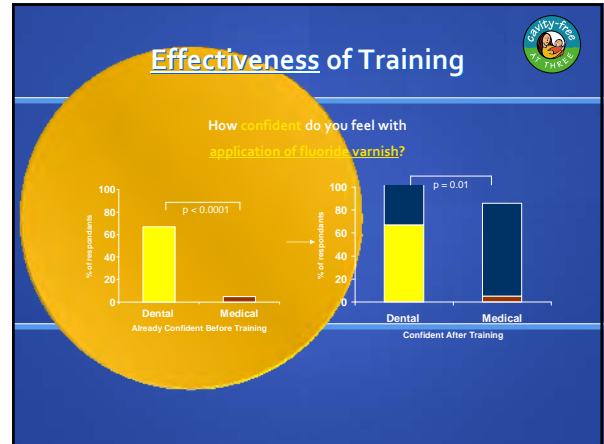 cavity-free
AT THREE
Effectiveness of Training
How confident do you feel with
application of fluoride varnish?
100
80
60
40
20
0
% of respondants
p < 0.0001
Dental Medical
Already Confident Before Training
100
80
60
40
20
0
% of respondants
p = 0.01
Dental Medical
Confident After Training